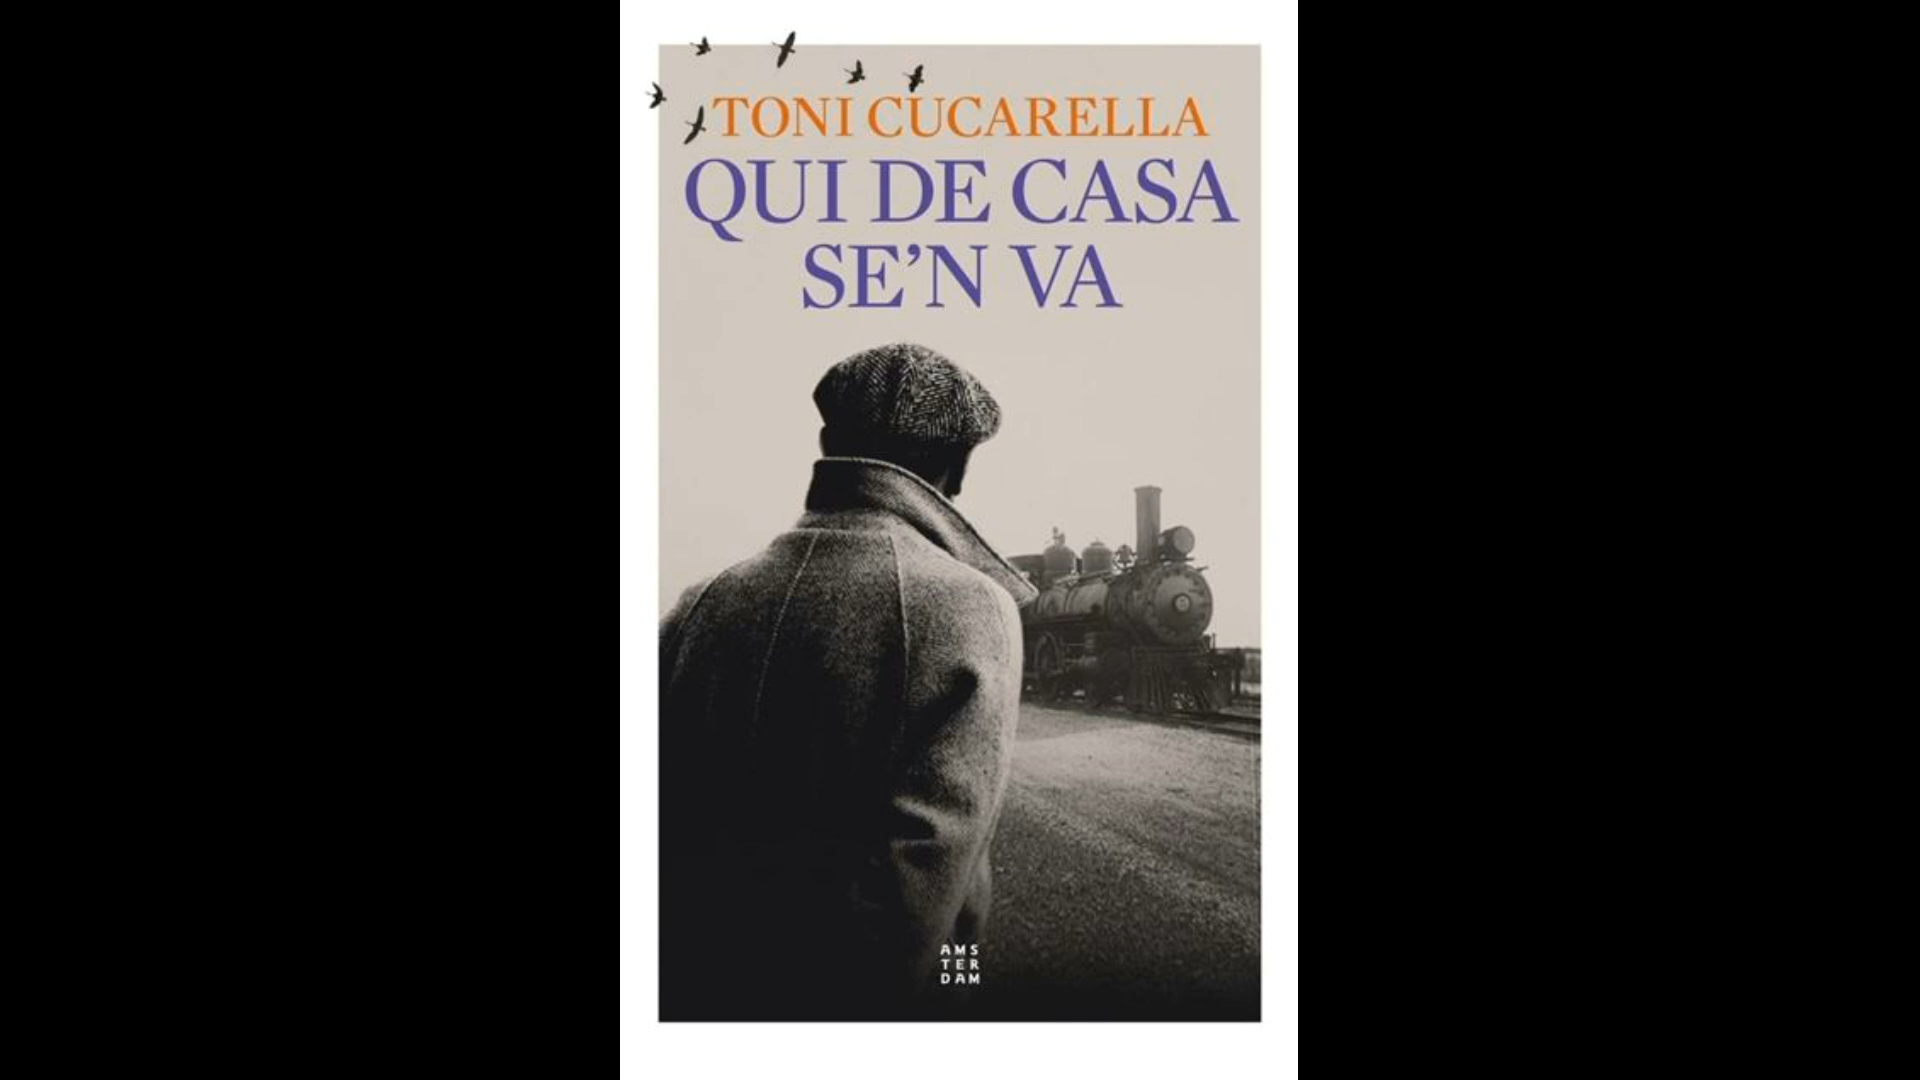 TONI CUCARELLA
QUI DE CASA
SE’N VA
AMS
TER
DAM